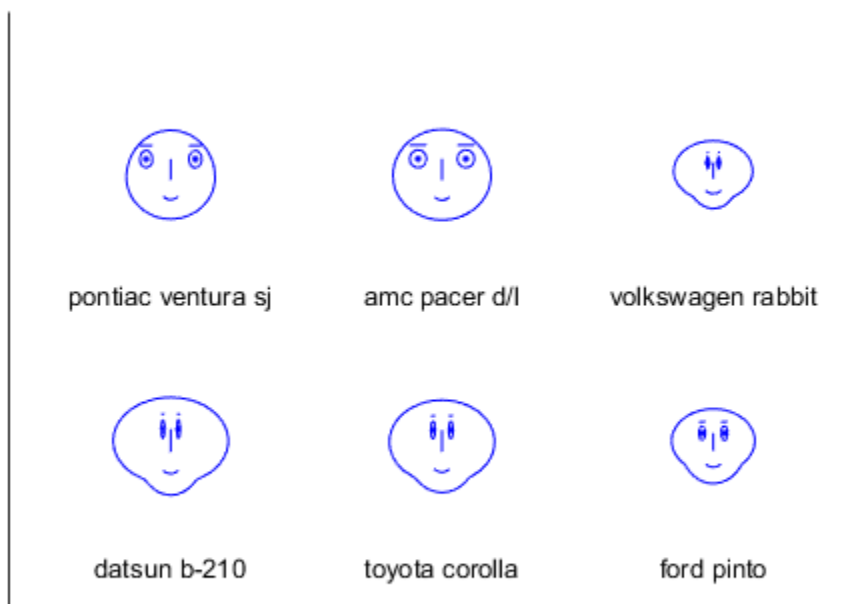 pontiac ventura sj
amc pacer d/l
volkswagen rabbit
datsun b-210
toyota corolla
ford pinto